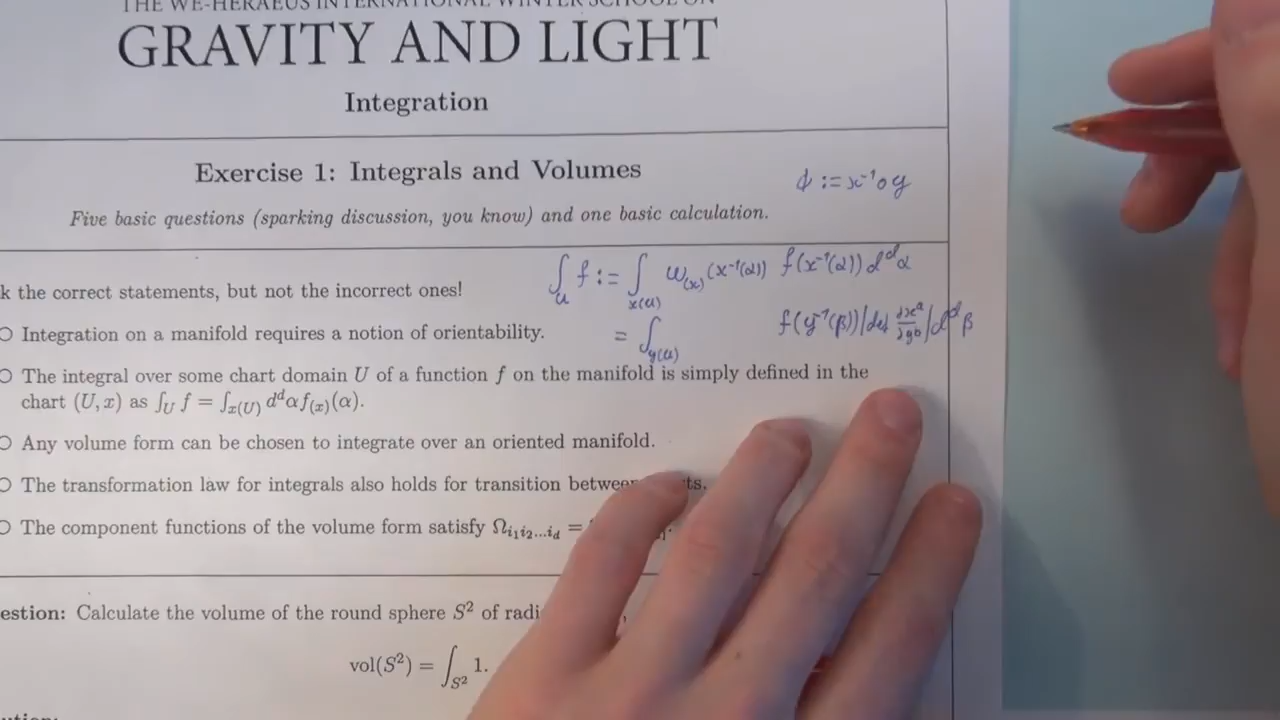 THE WE-HERAEUS INTERNATIONAL WINTER SCHOOL ON
GRAVITY AND LIGHT
Integration
Exercise 1: Integrals and Volumes
ϕ := x⁻¹∘y
Five basic questions (sparking discussion, you know) and one basic calculation.
∫_U f := ∫_{x(U)} ω_{(x)}(x⁻¹(α)) f(x⁻¹(α)) d^d α
k the correct statements, but not the incorrect ones!
= ∫_{y(U)} f(y⁻¹(β)) |det ∂x^a/∂y^b| d^d β
Integration on a manifold requires a notion of orientability.
The integral over some chart domain U of a function f on the manifold is simply defined in the
chart (U, x) as ∫_U f = ∫_{x(U)} d^d α f_{(x)}(α).
Any volume form can be chosen to integrate over an oriented manifold.
The transformation law for integrals also holds for transition between ts.
The component functions of the volume form satisfy Ω_{i₁i₂...i_d} =
estion: Calculate the volume of the round sphere S² of radi
vol(S²) = ∫_{S²} 1.